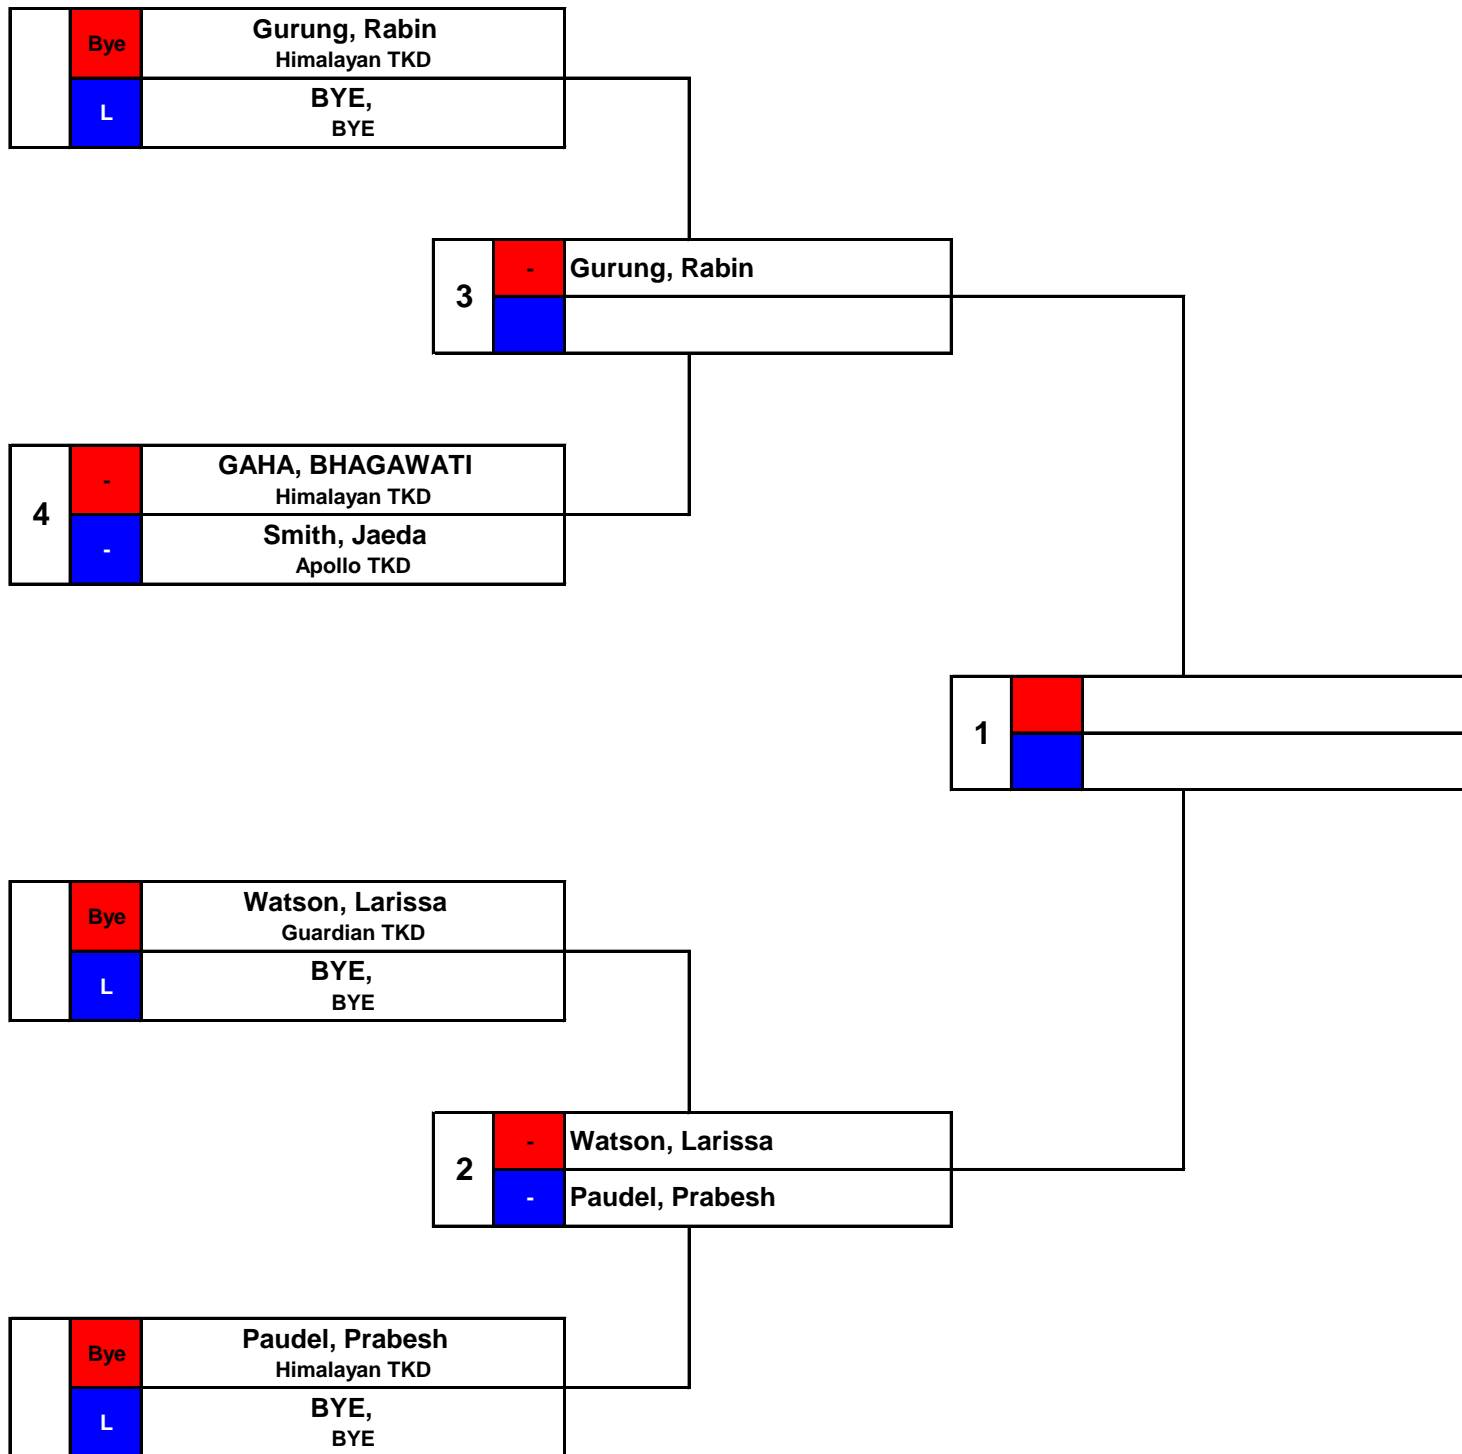 Bye
Gurung, Rabin
Himalayan TKD
L
BYE,
BYE
3
-
Gurung, Rabin
4
-
GAHA, BHAGAWATI
Himalayan TKD
-
Smith, Jaeda
Apollo TKD
1
Bye
Watson, Larissa
Guardian TKD
L
BYE,
BYE
2
-
Watson, Larissa
-
Paudel, Prabesh
Bye
Paudel, Prabesh
Himalayan TKD
L
BYE,
BYE